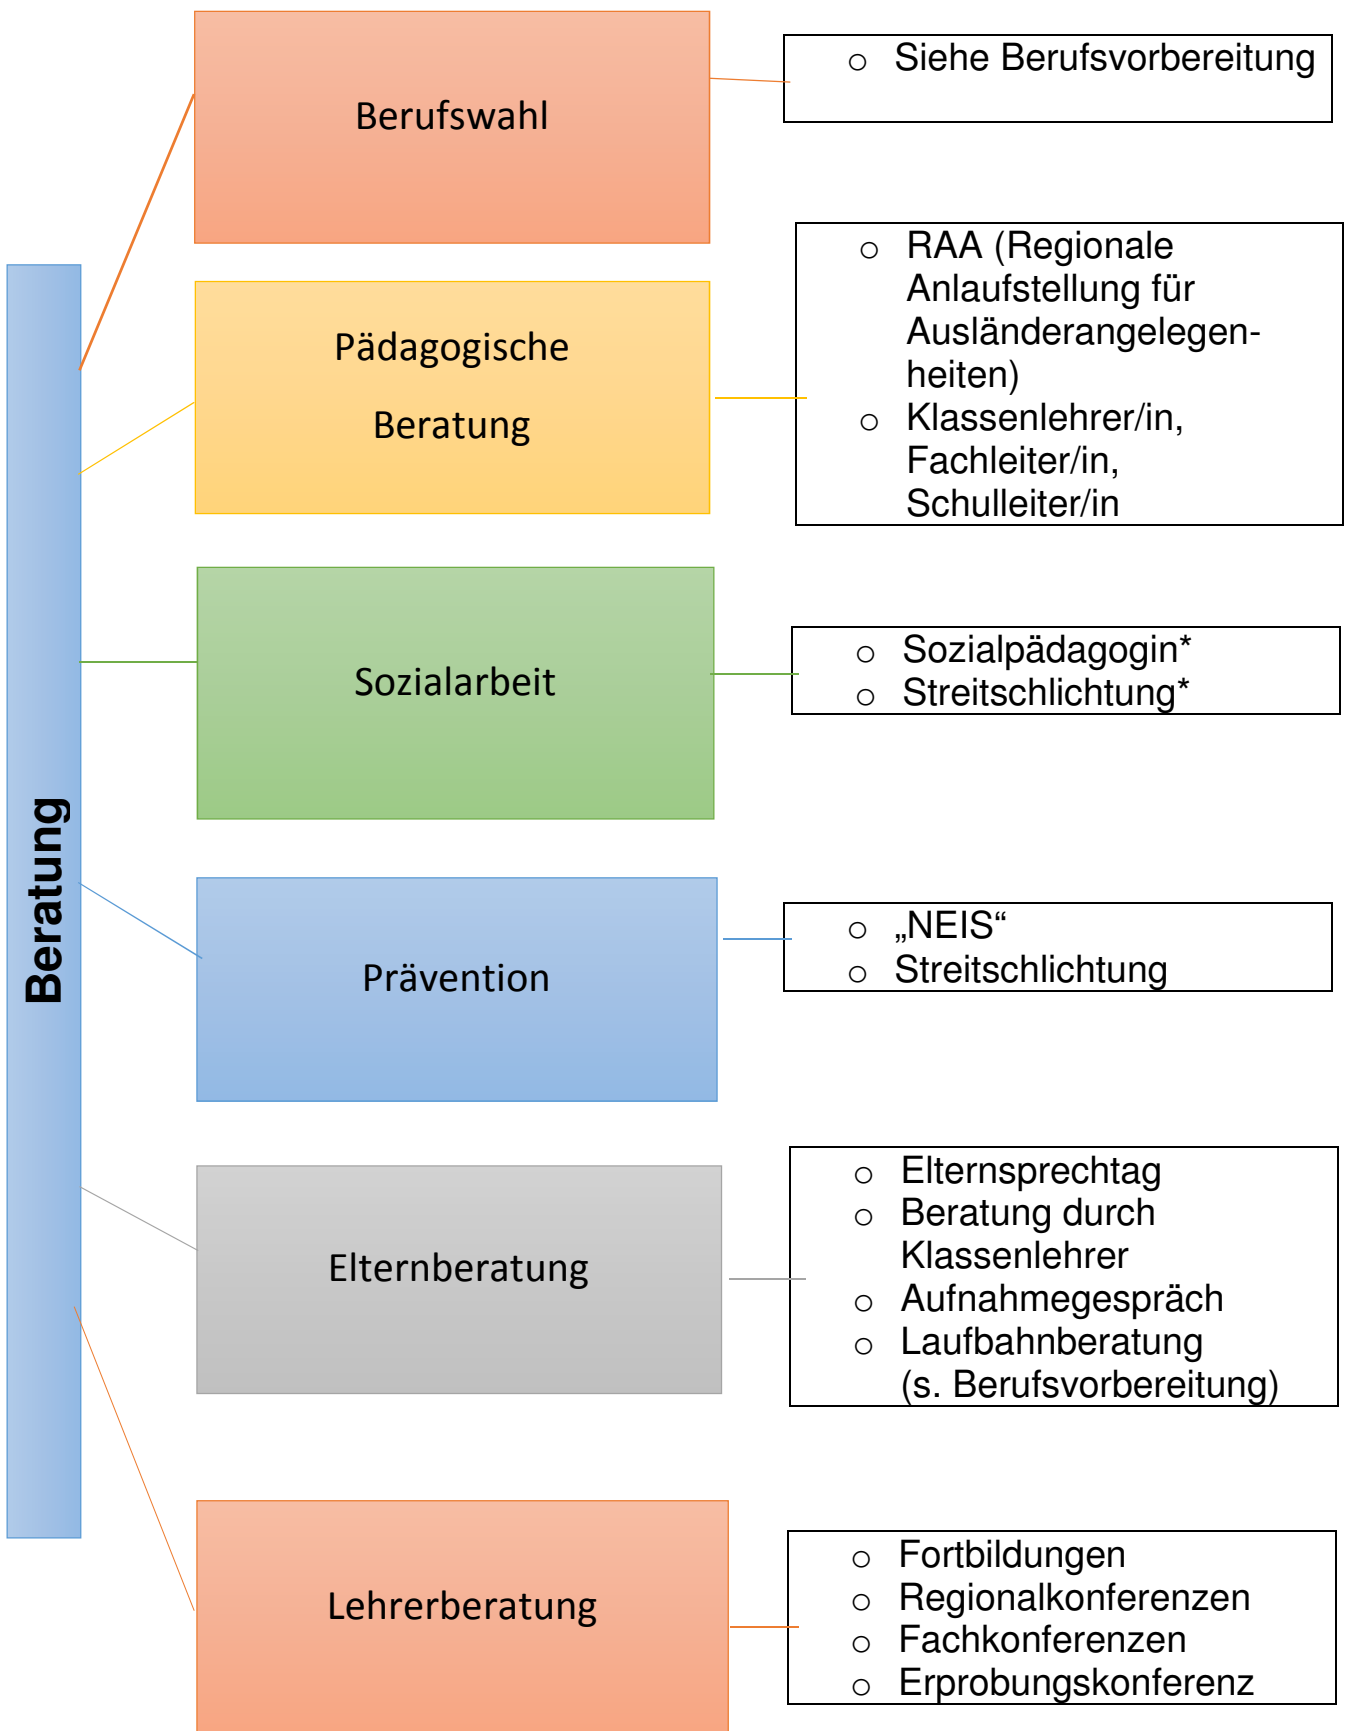 Beratung
Berufswahl
o Siehe Berufsvorbereitung
Pädagogische
Beratung
o RAA (Regionale
Anlaufstellung für
Ausländerangelegen-
heiten)
o Klassenlehrer/in,
Fachleiter/in,
Schulleiter/in
Sozialarbeit
o Sozialpädagogin*
o Streitschlichtung*
Prävention
o „NEIS“
o Streitschlichtung
Elternberatung
o Elternsprechtag
o Beratung durch
Klassenlehrer
o Aufnahmegespräch
o Laufbahnberatung
(s. Berufsvorbereitung)
Lehrerberatung
o Fortbildungen
o Regionalkonferenzen
o Fachkonferenzen
o Erprobungskonferenz